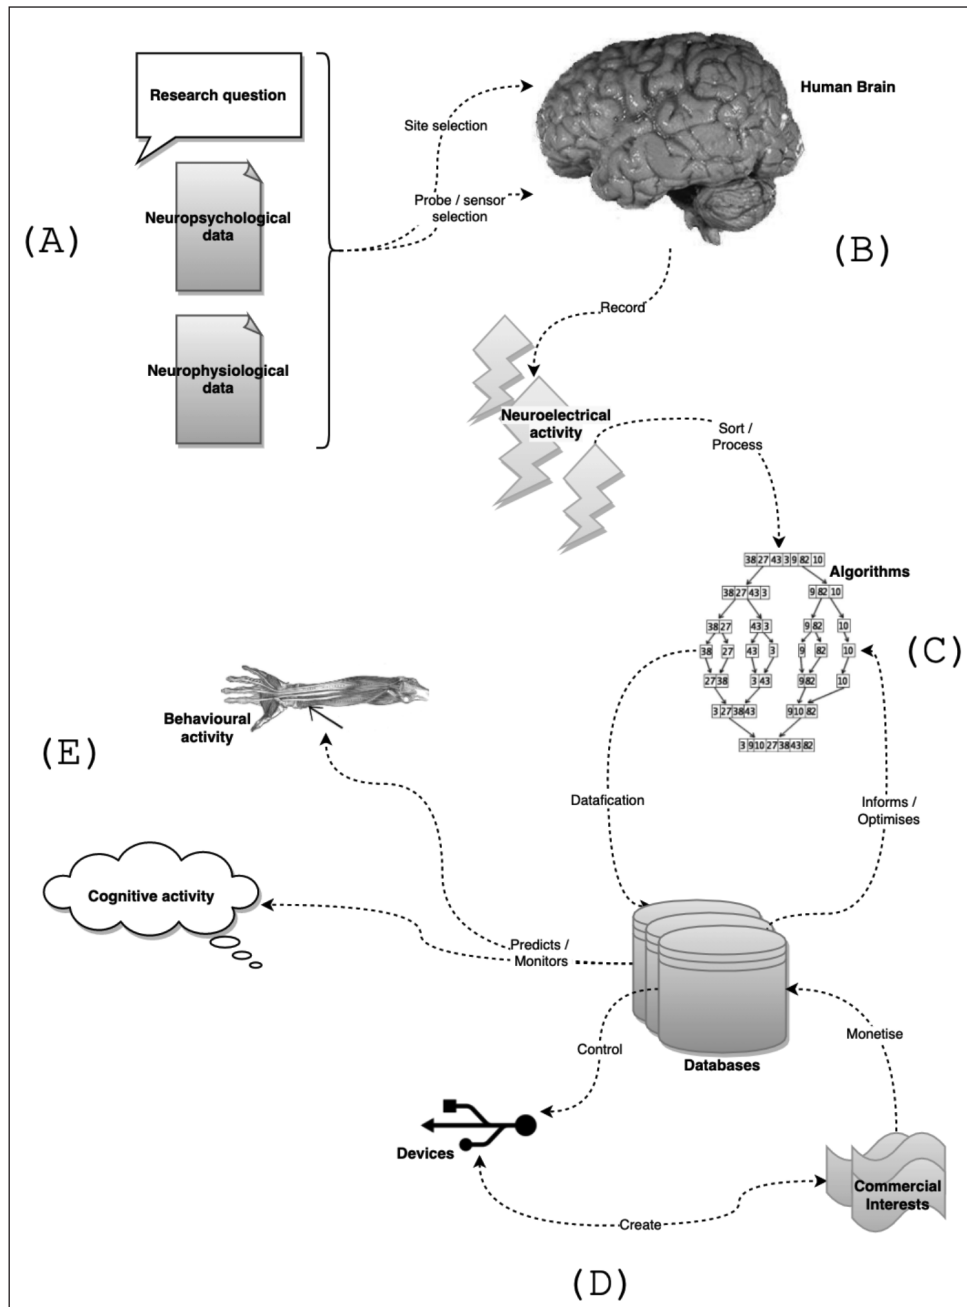 Research question
Neuropsychological
data
Neurophysiological
data
(A)
Site selection
Probe / sensor
selection
Human Brain
(B)
Record
Neuroelectrical
activity
Sort /
Process
Algorithms
38 27 43 3 9 82 10
38 27 43 3
9 82 10
38 27
43 3
9 82
10
38
27
43
3
9
82
10
27 38
3 43
9 82
10
3 27 38 43
9 10 82
3 9 10 27 38 43 82
(C)
Datafication
Informs /
Optimises
Behavioural
activity
(E)
Cognitive activity
Predicts /
Monitors
Databases
Control
Monetise
Devices
Create
Commercial
Interests
(D)